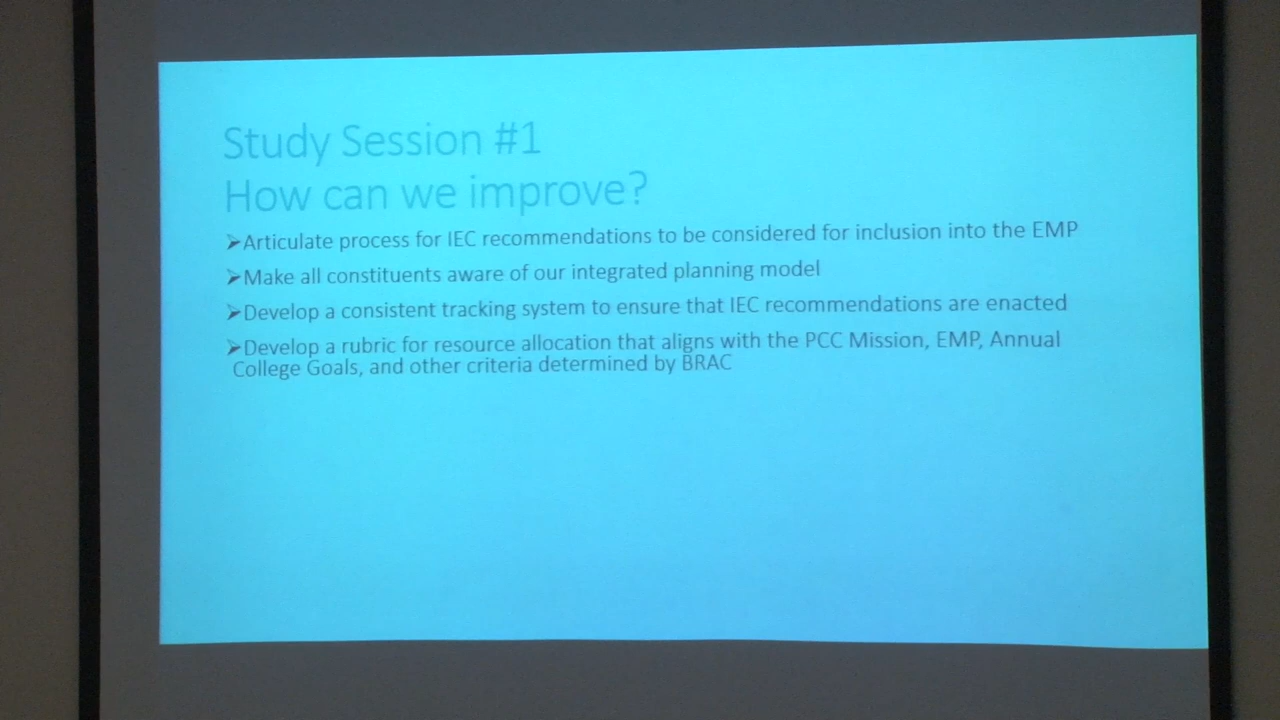 Study Session #1
How can we improve?
➤Articulate process for IEC recommendations to be considered for inclusion into the EMP
➤Make all constituents aware of our integrated planning model
➤Develop a consistent tracking system to ensure that IEC recommendations are enacted
➤Develop a rubric for resource allocation that aligns with the PCC Mission, EMP, Annual
College Goals, and other criteria determined by BRAC